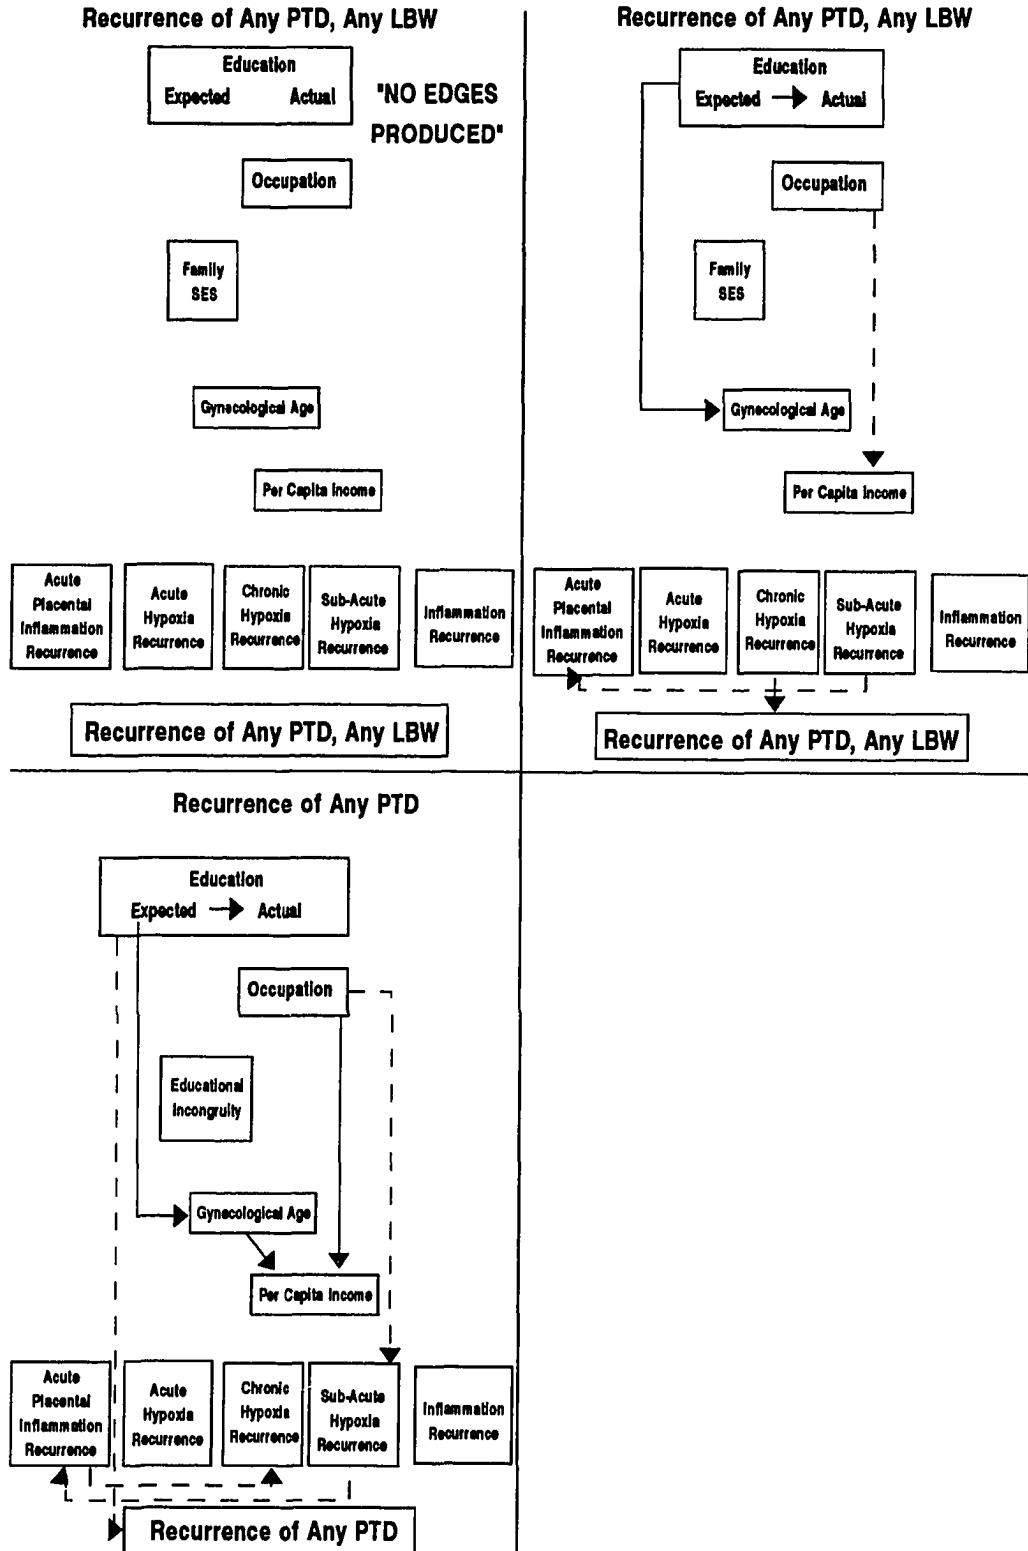 Recurrence of Any PTD, Any LBW
Education
Expected Actual
"NO EDGES
PRODUCED"
Occupation
Family
SES
Gynecological Age
Per Capita Income
Acute
Placental
Inflammation
Recurrence
Acute
Hypoxia
Recurrence
Chronic
Hypoxia
Recurrence
Sub-Acute
Hypoxia
Recurrence
Inflammation
Recurrence
Recurrence of Any PTD, Any LBW
Recurrence of Any PTD, Any LBW
Education
Expected Actual
Occupation
Family
SES
Gynecological Age
Per Capita Income
Acute
Placental
Inflammation
Recurrence
Acute
Hypoxia
Recurrence
Chronic
Hypoxia
Recurrence
Sub-Acute
Hypoxia
Recurrence
Inflammation
Recurrence
Recurrence of Any PTD, Any LBW
Recurrence of Any PTD
Education
Expected Actual
Occupation
Educational
Incongruity
Gynecological Age
Per Capita Income
Acute
Placental
Inflammation
Recurrence
Acute
Hypoxia
Recurrence
Chronic
Hypoxia
Recurrence
Sub-Acute
Hypoxia
Recurrence
Inflammation
Recurrence
Recurrence of Any PTD